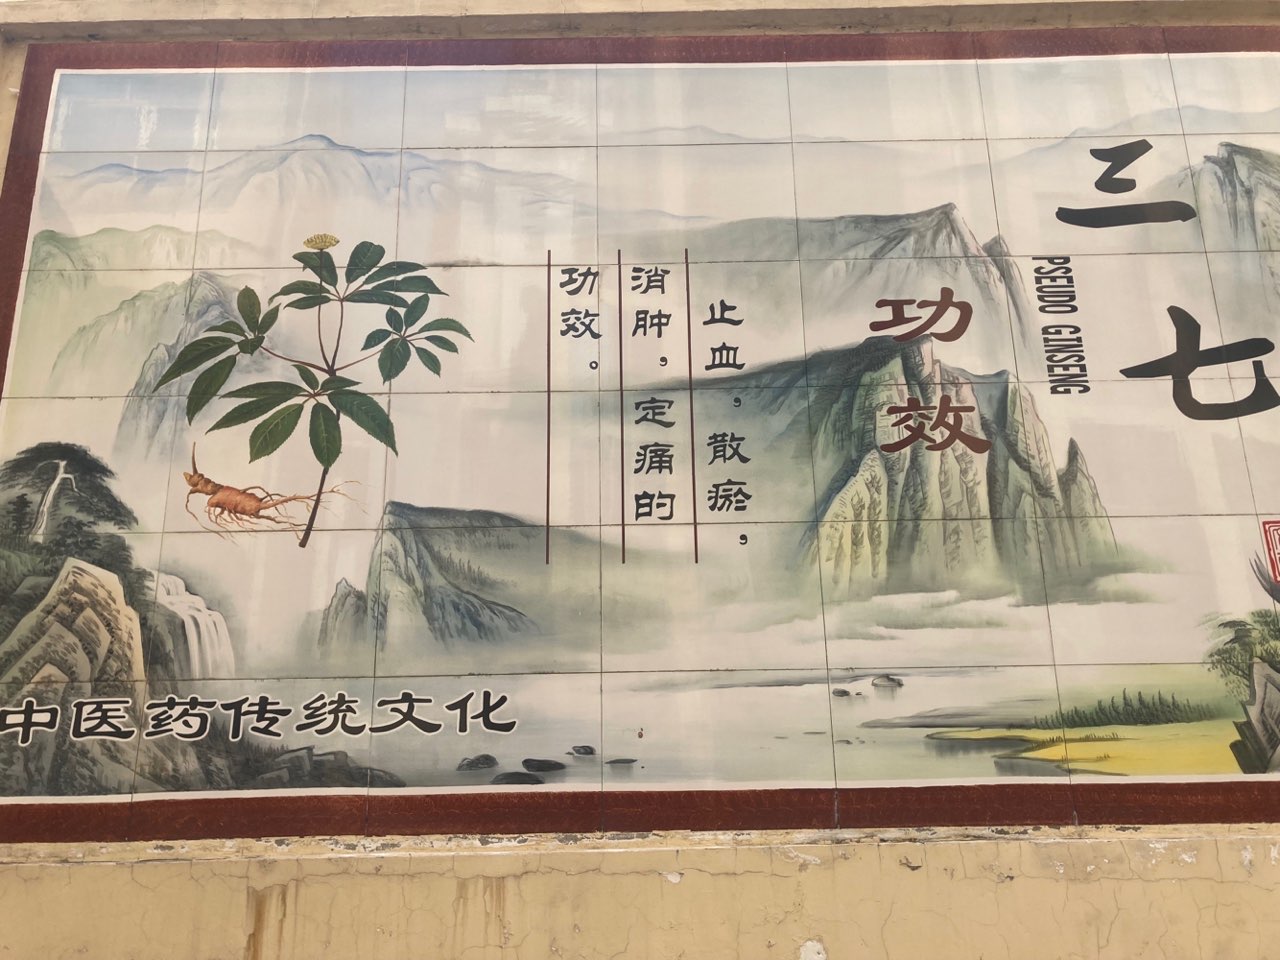 三七
PSEUDO GINSENG
功效
止血，散瘀，
消肿，定痛的
功效。
中医药传统文化